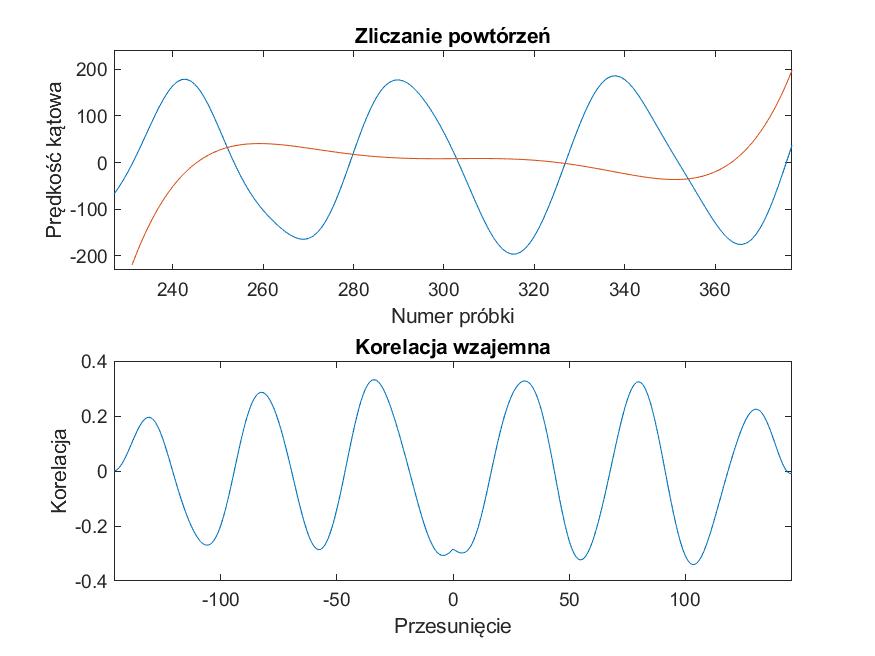 Zliczanie powtórzeń
200
100
0
-100
-200
Prędkość kątowa
240 260 280 300 320 340 360
Numer próbki
Korelacja wzajemna
0.4
0.2
0
-0.2
-0.4
Korelacja
-100 -50 0 50 100
Przesunięcie